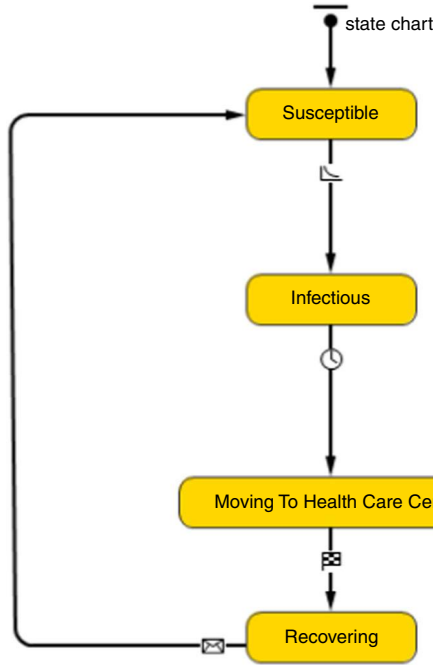 state chart
Susceptible
Infectious
Moving To Health Care Ce
Recovering